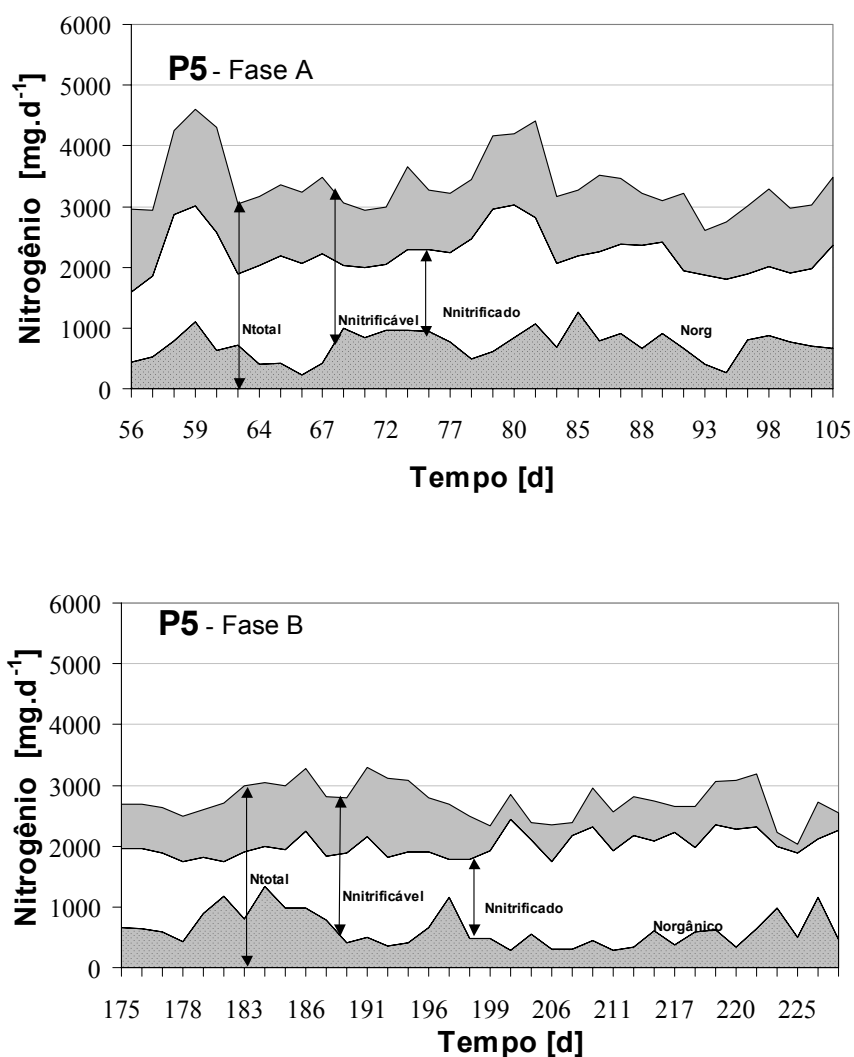 P5 - Fase A
Nitrogênio [mg.d-1]
6000
5000
4000
3000
2000
1000
0
Ntotal
Nnitrificável
Nnitrificado
Norg
56 59 64 67 72 77 80 85 88 93 98 105
Tempo [d]
P5 - Fase B
Nitrogênio [mg.d-1]
6000
5000
4000
3000
2000
1000
0
Ntotal
Nnitrificável
Nnitrificado
Norgânico
175 178 183 186 191 196 199 206 211 217 220 225
Tempo [d]